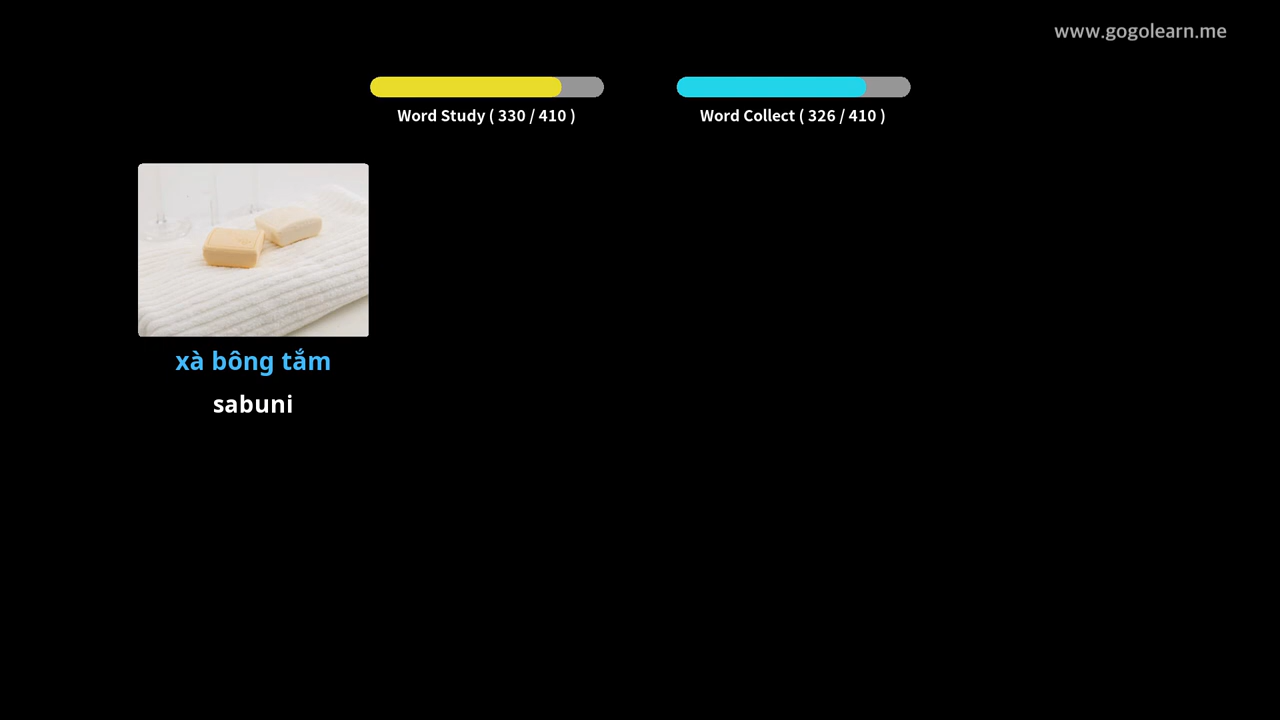 www.gogolearn.me
Word Study ( 330 / 410 )
Word Collect ( 326 / 410 )
xà bông tắm
sabuni